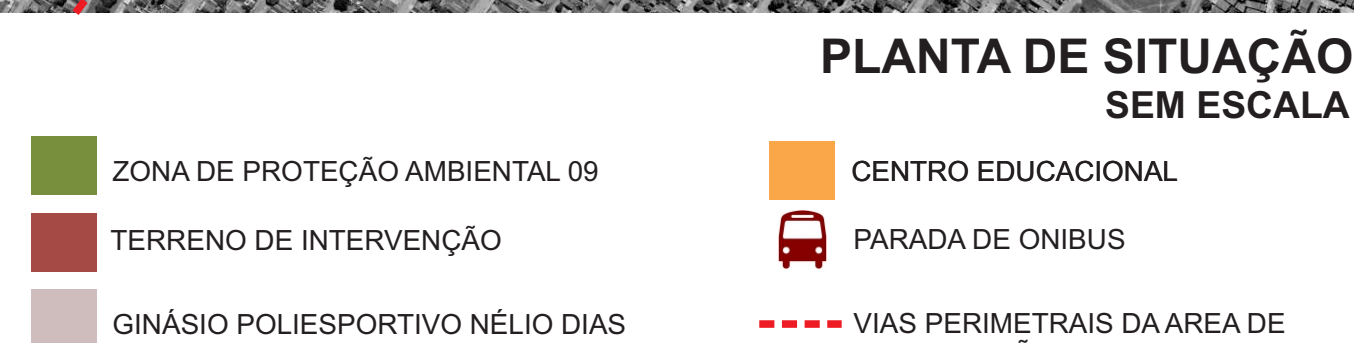 PLANTA DE SITUAÇÃO
SEM ESCALA
ZONA DE PROTEÇÃO AMBIENTAL 09
TERRENO DE INTERVENÇÃO
GINÁSIO POLIESPORTIVO NÉLIO DIAS
CENTRO EDUCACIONAL
PARADA DE ONIBUS
VIAS PERIMETRAIS DA AREA DE